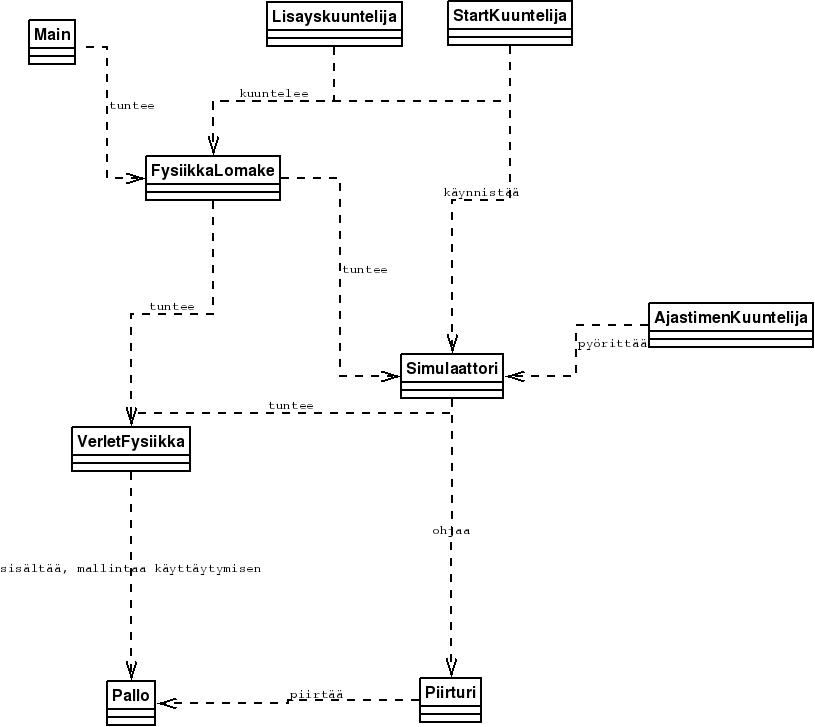 Lisayskuuntelija
StartKuuntelija
Main
kuuntelee
tuntee
FysiikkaLomake
käynnistää
tuntee
tuntee
AjastimenKuuntelija
pyörittää
Simulaattori
tuntee
VerletFysiikka
ohjaa
sisältää, mallintaa käyttäytymisen
Pallo
piirtää
Piirturi